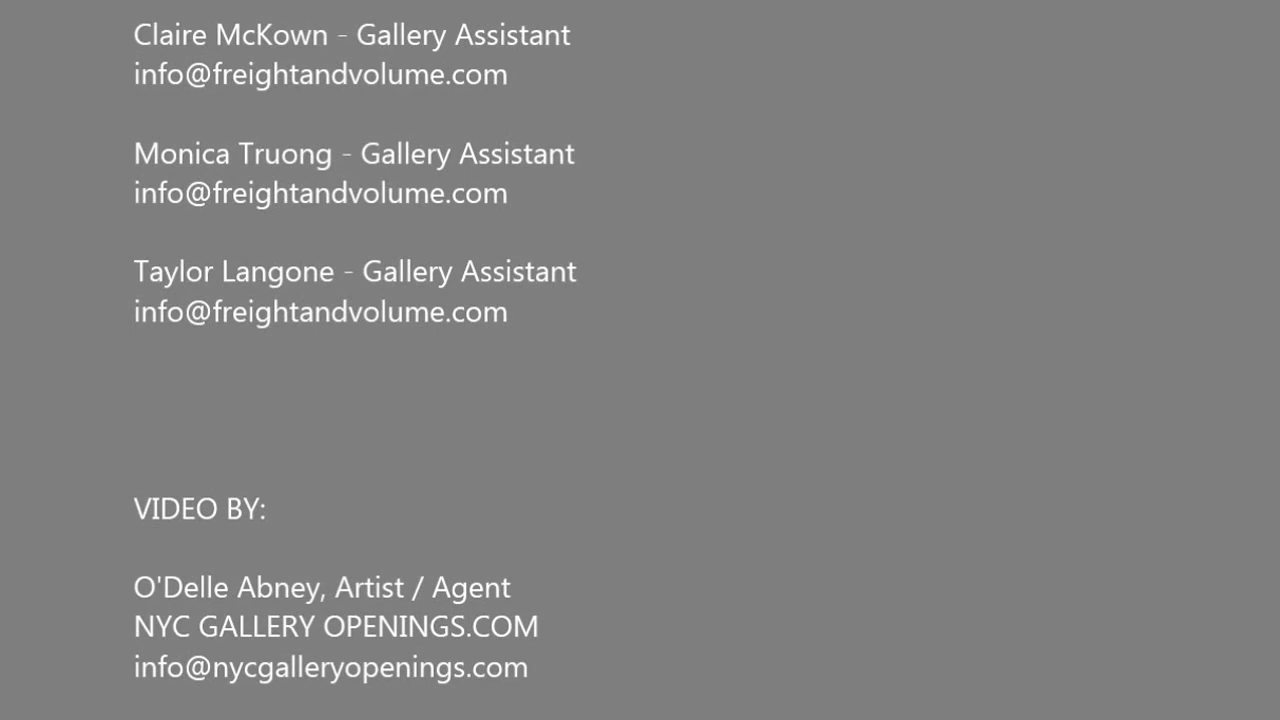 Claire McKown - Gallery Assistant
info@freightandvolume.com
Monica Truong - Gallery Assistant
info@freightandvolume.com
Taylor Langone - Gallery Assistant
info@freightandvolume.com
VIDEO BY:
O'Delle Abney, Artist / Agent
NYC GALLERY OPENINGS.COM
info@nycgalleryopenings.com